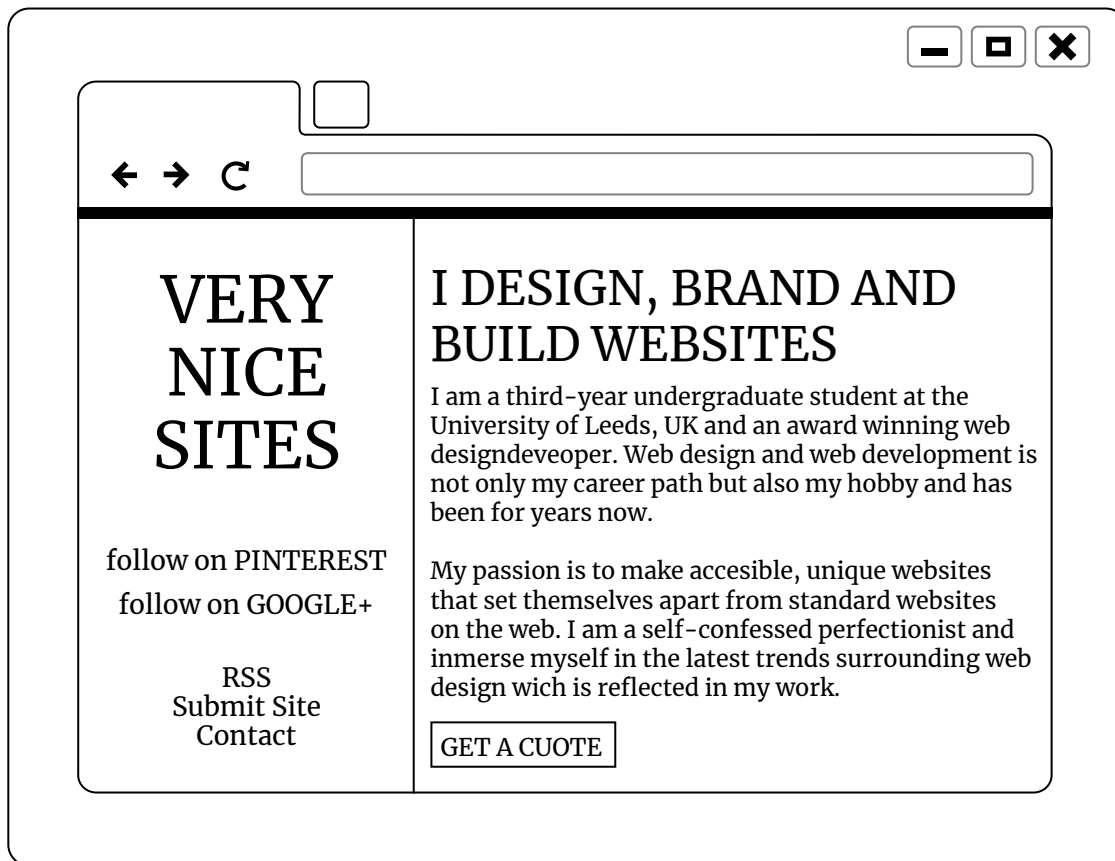 VERY
NICE
SITES
follow on PINTEREST
follow on GOOGLE+
RSS
Submit Site
Contact
I DESIGN, BRAND AND
BUILD WEBSITES
I am a third-year undergraduate student at the
University of Leeds, UK and an award winning web
designdeveoper. Web design and web development is
not only my career path but also my hobby and has
been for years now.
My passion is to make accesible, unique websites
that set themselves apart from standard websites
on the web. I am a self-confessed perfectionist and
inmerse myself in the latest trends surrounding web
design wich is reflected in my work.
GET A CUOTE